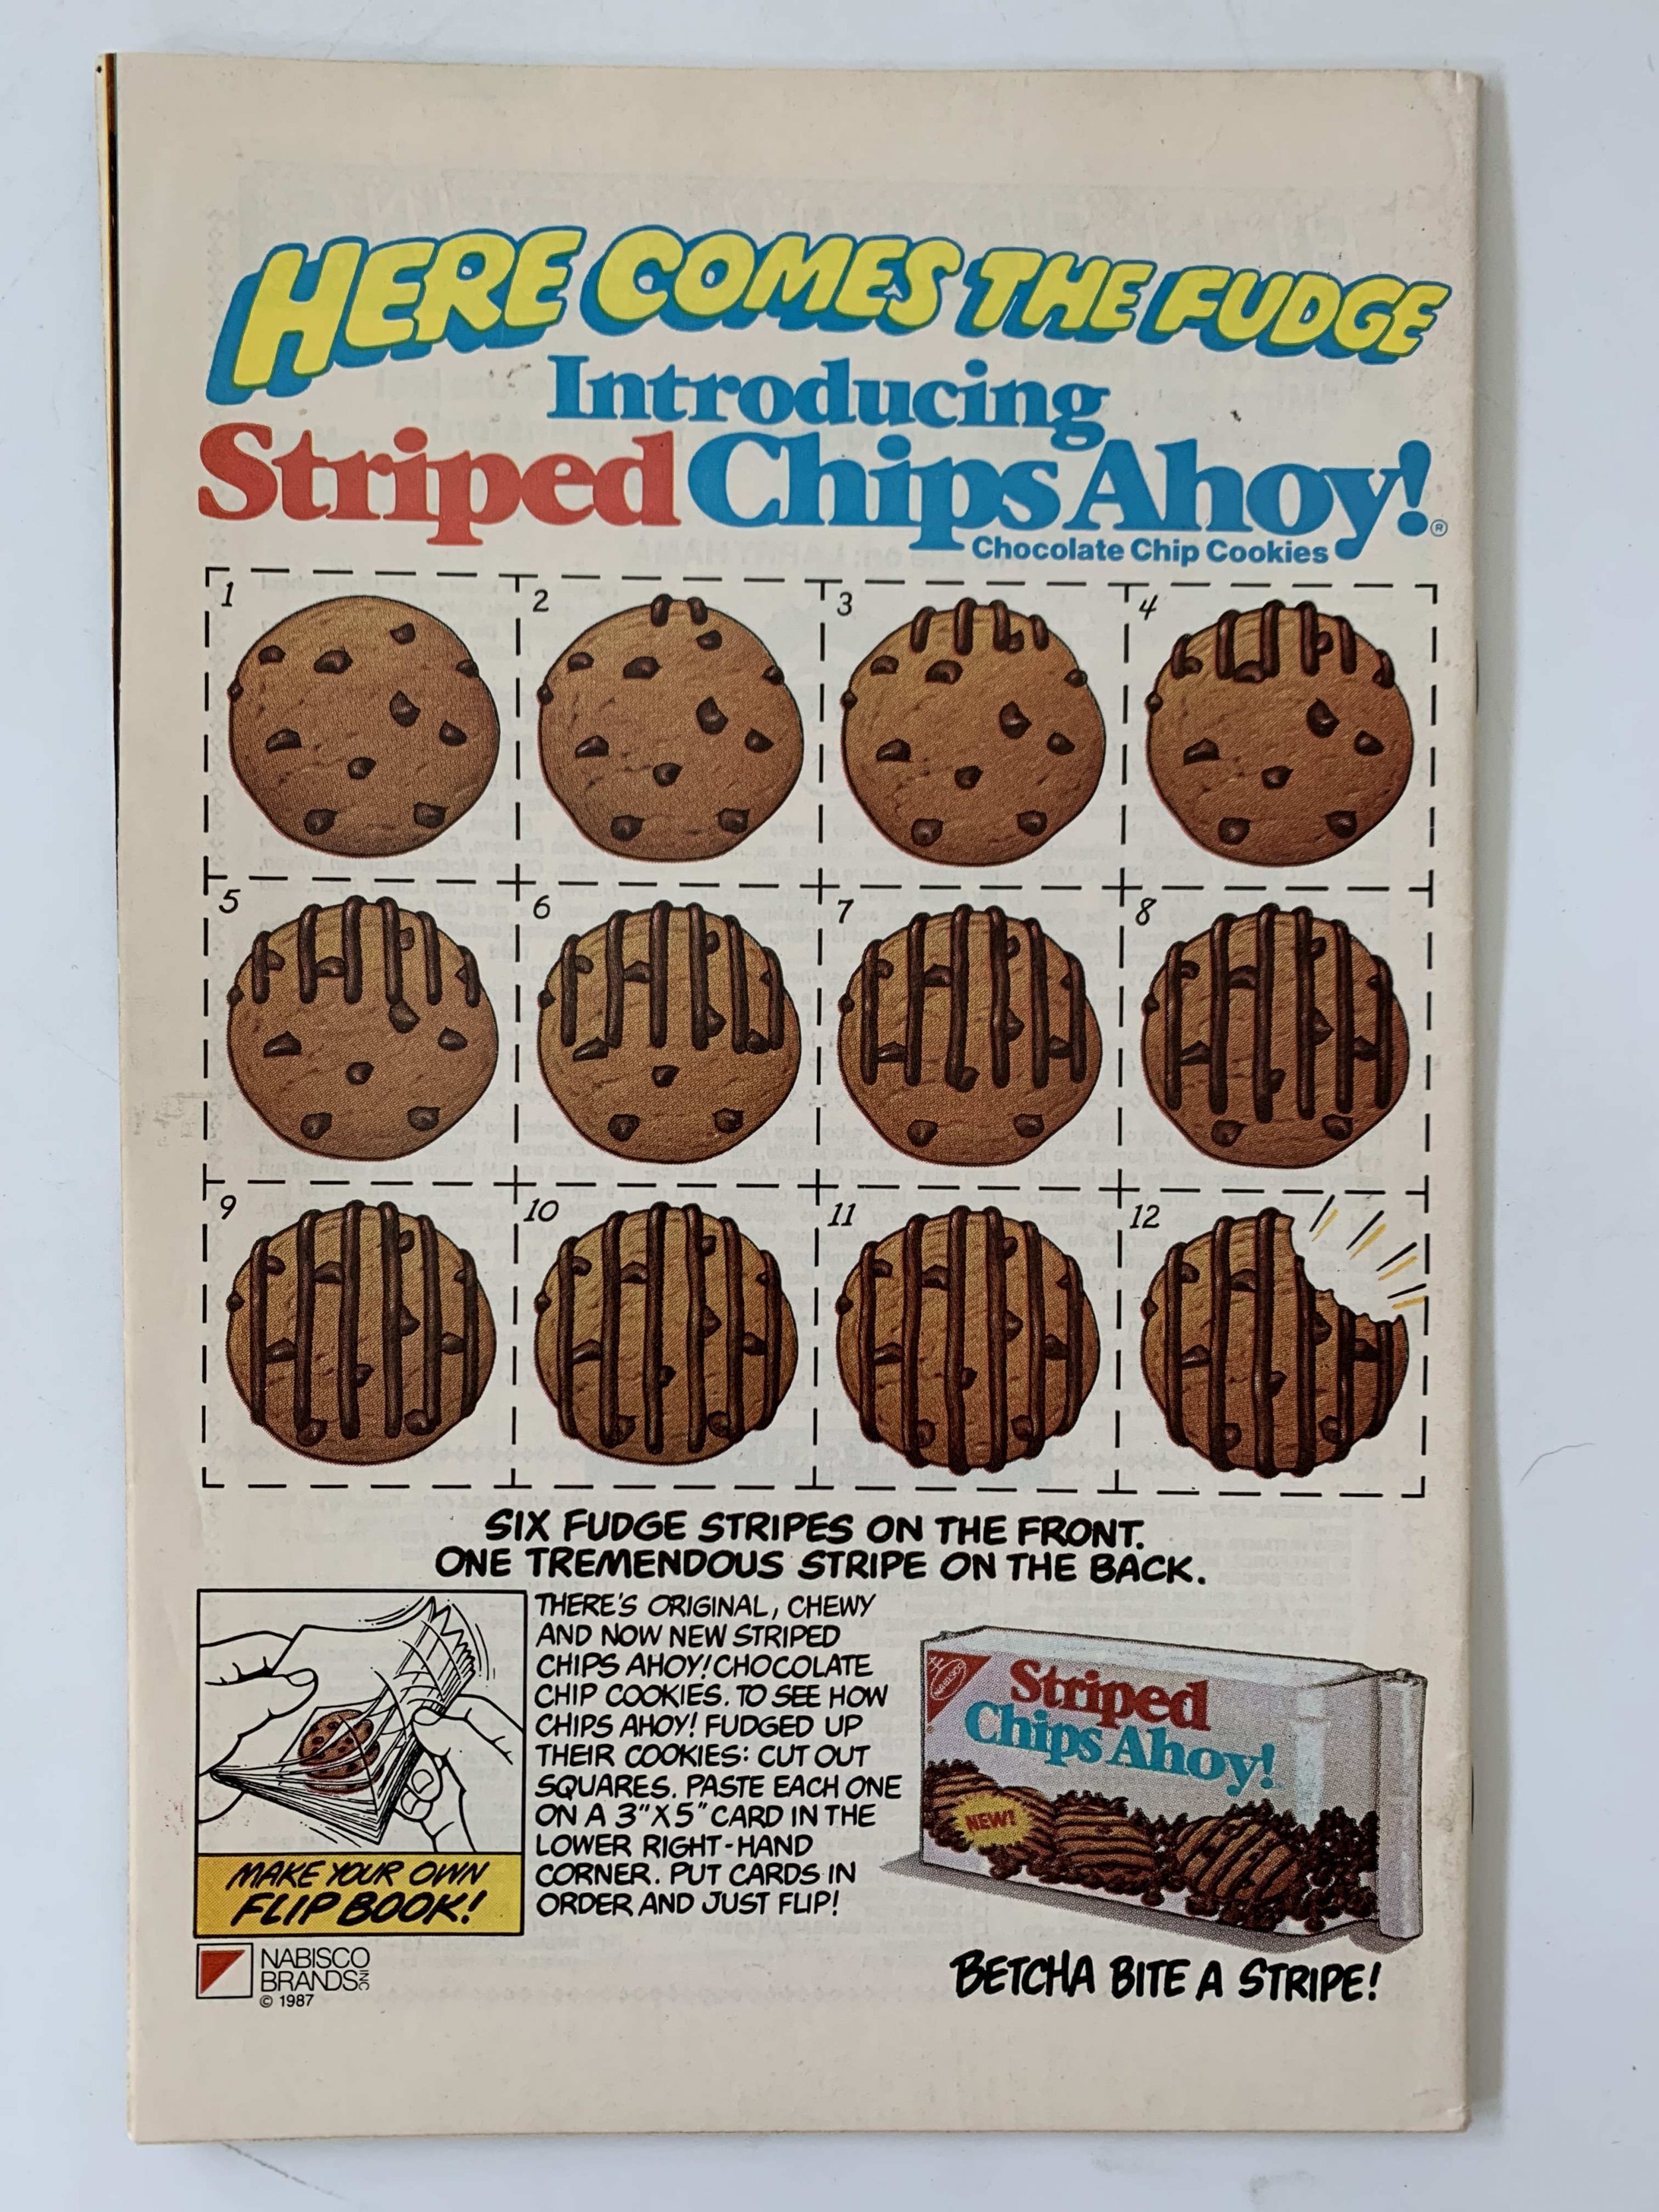 HERE COMES THE FUDGE
Introducing
Striped Chips Ahoy!®
Chocolate Chip Cookies
1
2
3
4
5
6
7
8
9
10
11
12
SIX FUDGE STRIPES ON THE FRONT.
ONE TREMENDOUS STRIPE ON THE BACK.
THERE'S ORIGINAL, CHEWY
AND NOW NEW STRIPED
CHIPS AHOY! CHOCOLATE
CHIP COOKIES. TO SEE HOW
CHIPS AHOY! FUDGED UP
THEIR COOKIES: CUT OUT
SQUARES. PASTE EACH ONE
ON A 3"X5" CARD IN THE
LOWER RIGHT-HAND
CORNER. PUT CARDS IN
ORDER AND JUST FLIP!
MAKE YOUR OWN
FLIP BOOK!
NABISCO
Striped
Chips Ahoy!
NEW!
NABISCO
BRANDS INC
© 1987
BETCHA BITE A STRIPE!